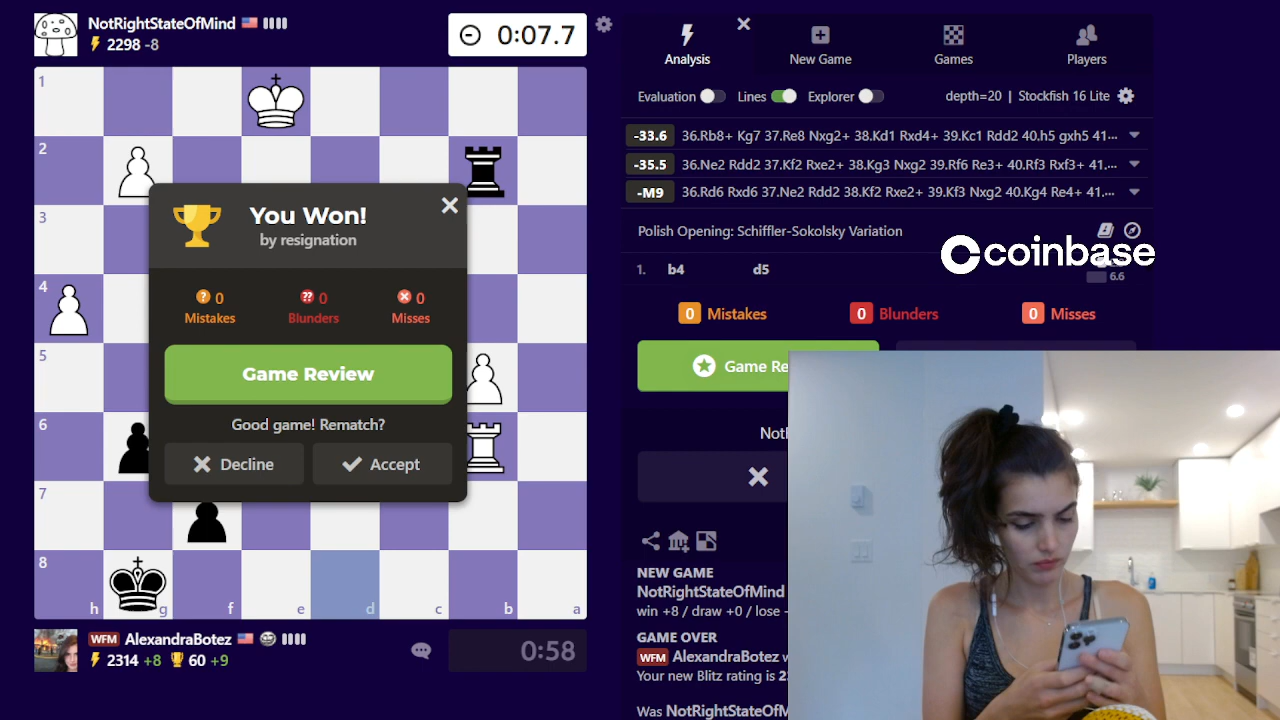 NotRightStateOfMind
2298 -8
0:07.7
1
2
3
4
5
6
7
8
h
g
f
e
d
c
b
a
You Won!
by resignation
? 0
Mistakes
?? 0
Blunders
0
Misses
Game Review
Good game! Rematch?
Decline
Accept
WFM AlexandraBotez
2314 +8 60 +9
0:58
Analysis
New Game
Games
Players
Evaluation Lines Explorer depth=20 | Stockfish 16 Lite
-33.6 36.Rb8+ Kg7 37.Re8 Nxg2+ 38.Kd1 Rxd4+ 39.Kc1 Rdd2 40.h5 gxh5 41...
-35.5 36.Ne2 Rdd2 37.Kf2 Rxe2+ 38.Kg3 Nxg2 39.Rf6 Re3+ 40.Rf3 Rxf3+ 41....
-M9 36.Rd6 Rxd6 37.Ne2 Rdd2 38.Kf2 Rxe2+ 39.Kf3 Nxg2 40.Kg4 Re4+ 41....
Polish Opening: Schiffler-Sokolsky Variation
coinbase
1. b4 d5
6.6
0 Mistakes 0 Blunders 0 Misses
Game Re
Not
NEW GAME
NotRightStateOfMind
win +8 / draw +0 / lose -
GAME OVER
WFM AlexandraBotez w
Your new Blitz rating is 2
Was NotRightStateOfM